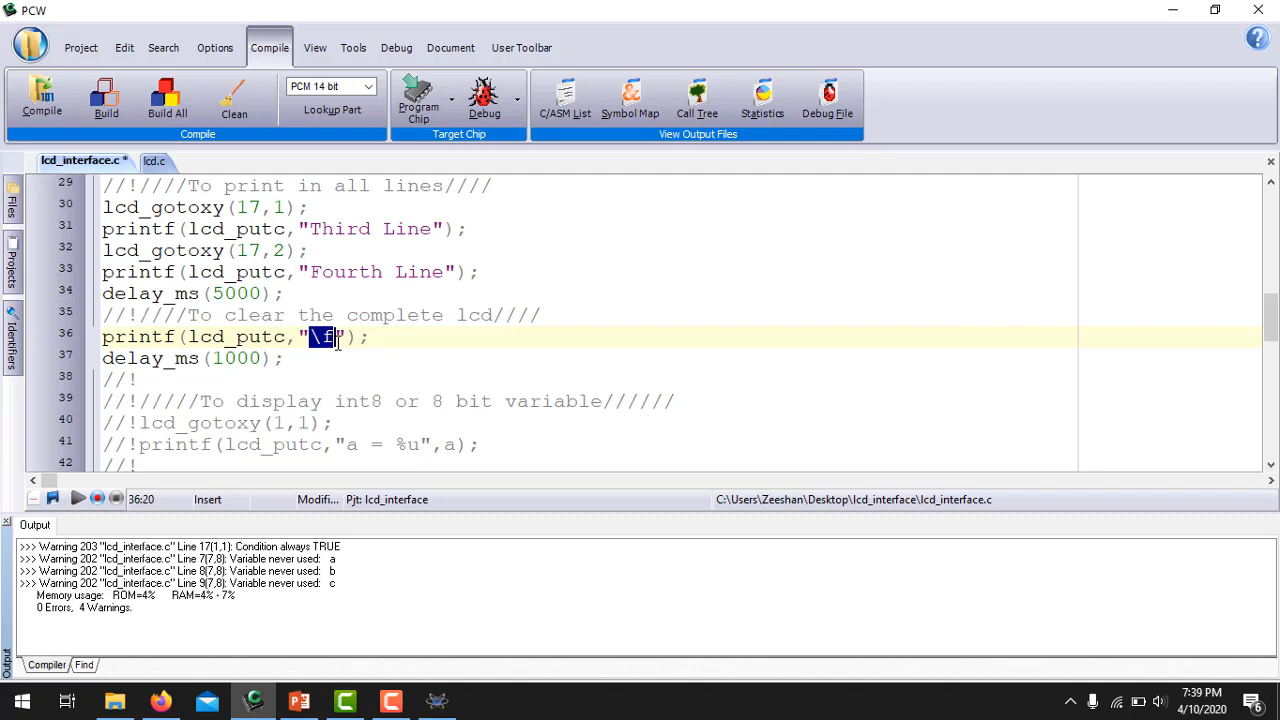 PCW
Project Edit Search Options Compile View Tools Debug Document User Toolbar
PCM 14 bit
Compile Build Build All Clean Lookup Part Program Chip Debug C/ASM List Symbol Map Call Tree Statistics Debug File
Compile Target Chip View Output Files
lcd_interface.c * lcd.c
Files
Projects
Identifiers
29 //!////To print in all lines////
30 lcd_gotoxy(17,1);
31 printf(lcd_putc,"Third Line");
32 lcd_gotoxy(17,2);
33 printf(lcd_putc,"Fourth Line");
34 delay_ms(5000);
35 //!////To clear the complete lcd////
36 printf(lcd_putc,"\f");
37 delay_ms(1000);
38 //!
39 //!/////To display int8 or 8 bit variable//////
40 //!lcd_gotoxy(1,1);
41 //!printf(lcd_putc,"a = %u",a);
42 //!
36:20 Insert Modifi... Pjt: lcd_interface C:\Users\Zeeshan\Desktop\lcd_interface\lcd_interface.c
Output
Output
>>> Warning 203 "lcd_interface.c" Line 17(1,1): Condition always TRUE
>>> Warning 202 "lcd_interface.c" Line 7(7,8): Variable never used: a
>>> Warning 202 "lcd_interface.c" Line 8(7,8): Variable never used: b
>>> Warning 202 "lcd_interface.c" Line 9(7,8): Variable never used: c
Memory usage: ROM=4% RAM=4% - 7%
0 Errors, 4 Warnings.
Compiler Find
7:39 PM
4/10/2020
6